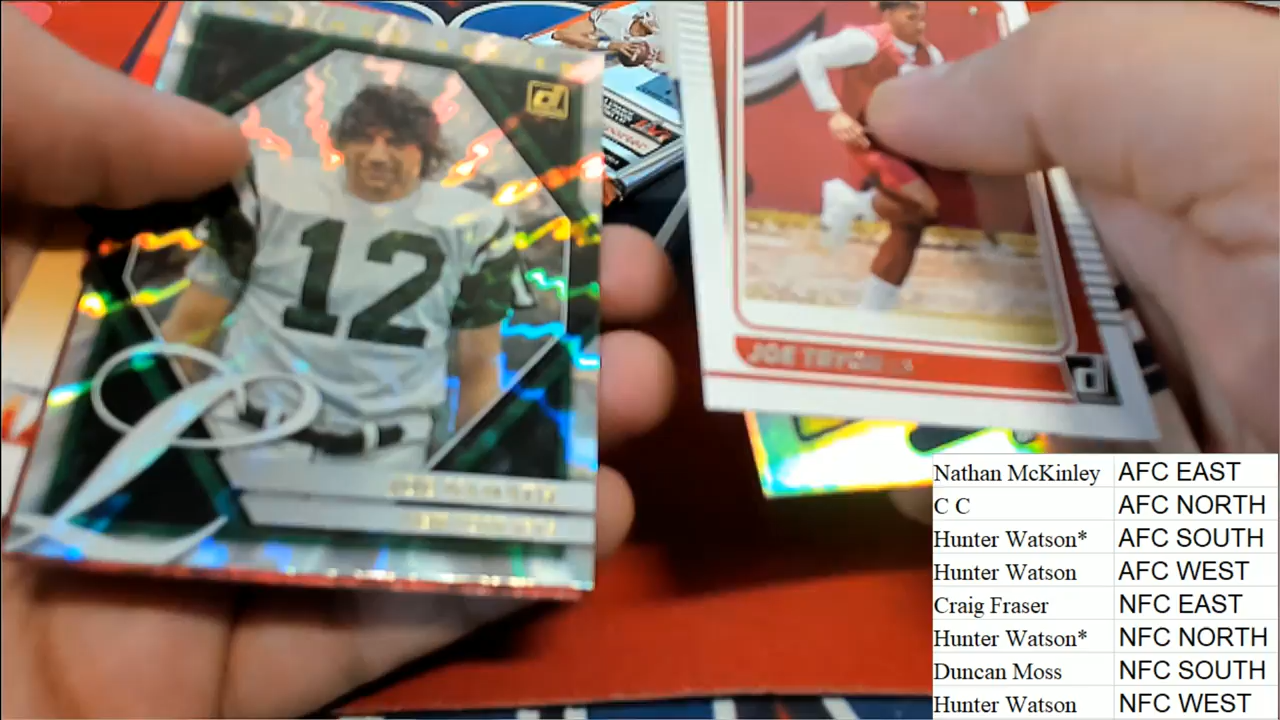 12
JOE TRYON
Nathan McKinley AFC EAST
C C AFC NORTH
Hunter Watson* AFC SOUTH
Hunter Watson AFC WEST
Craig Fraser NFC EAST
Hunter Watson* NFC NORTH
Duncan Moss NFC SOUTH
Hunter Watson NFC WEST